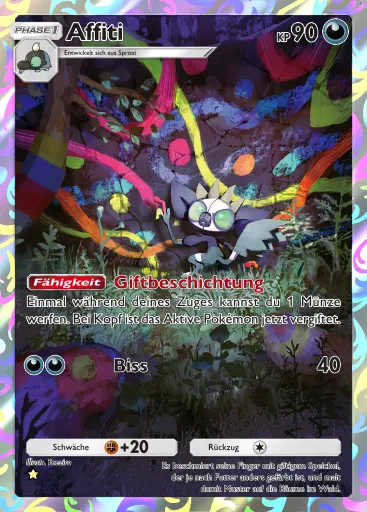 PHASE 1
Affiti
KP 90
Entwickelt sich aus Sproxi
Fähigkeit Giftbeschichtung
Einmal während deines Zuges kannst du 1 Münze
werfen. Bei Kopf ist das Aktive Pokémon jetzt vergiftet.
Biss 40
Schwäche +20 Rückzug
Illustr. Teeziro
Es beschmiert seine Finger mit giftigem Speichel,
der je nach Futter anders gefärbt ist, und malt
damit Muster auf die Bäume im Wald.